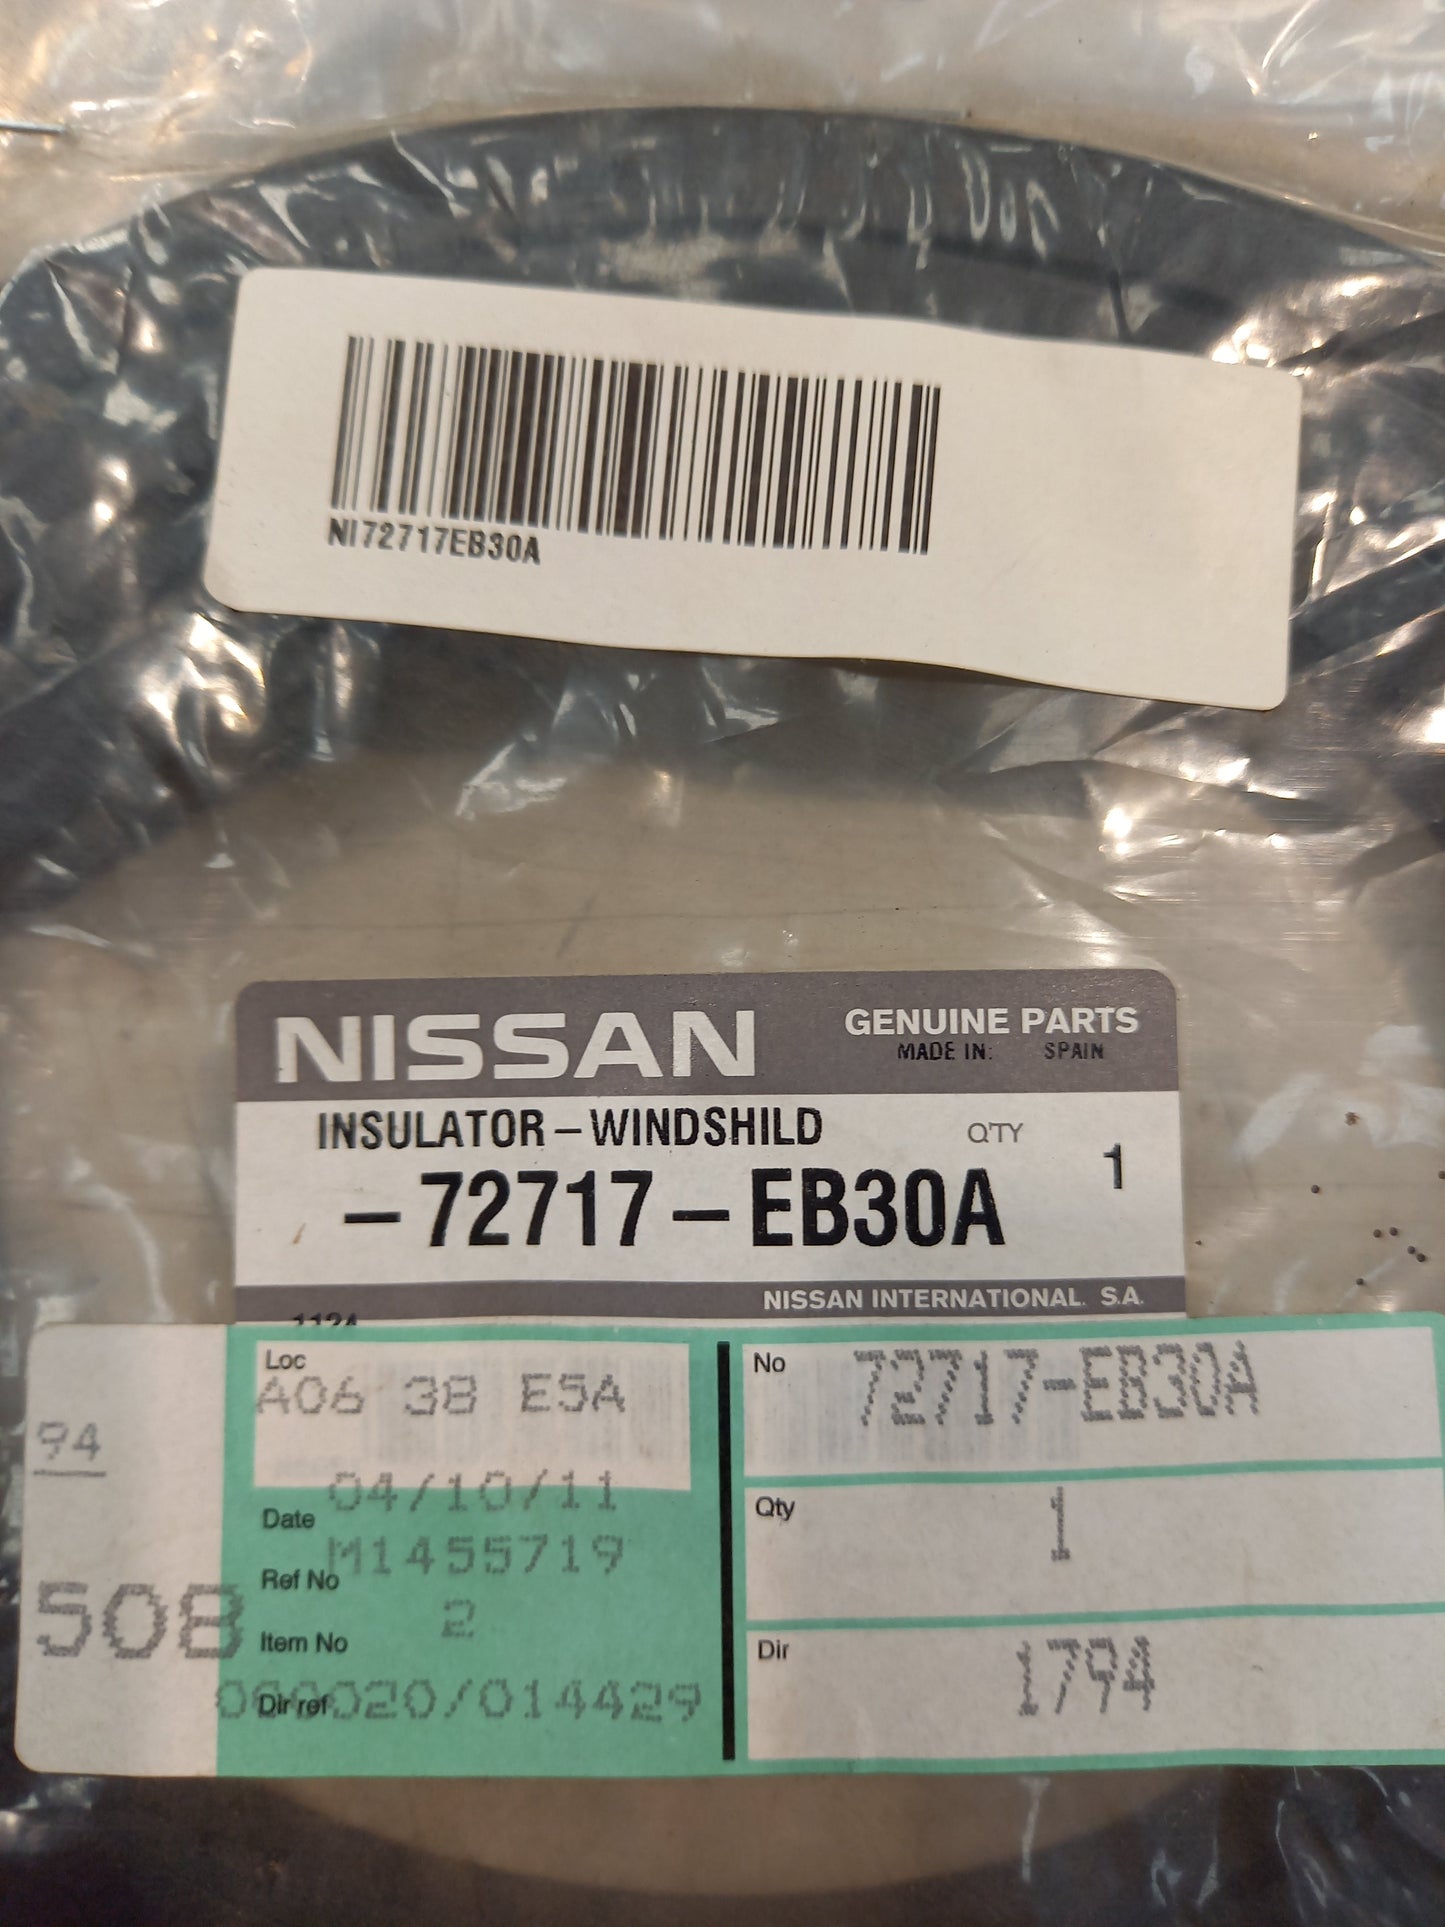 NI72717EB30A
NISSAN
GENUINE PARTS
MADE IN: SPAIN
INSULATOR-WINDSHILD
Q'TY
1
-72717-EB30A
NISSAN INTERNATIONAL S.A.
Loc
A06 38 E5A
94
04/10/11
Date
M1455719
Ref No
508
2
Item No
Dir ref
No
72717-EB30A
Qty
1
Dir
1794